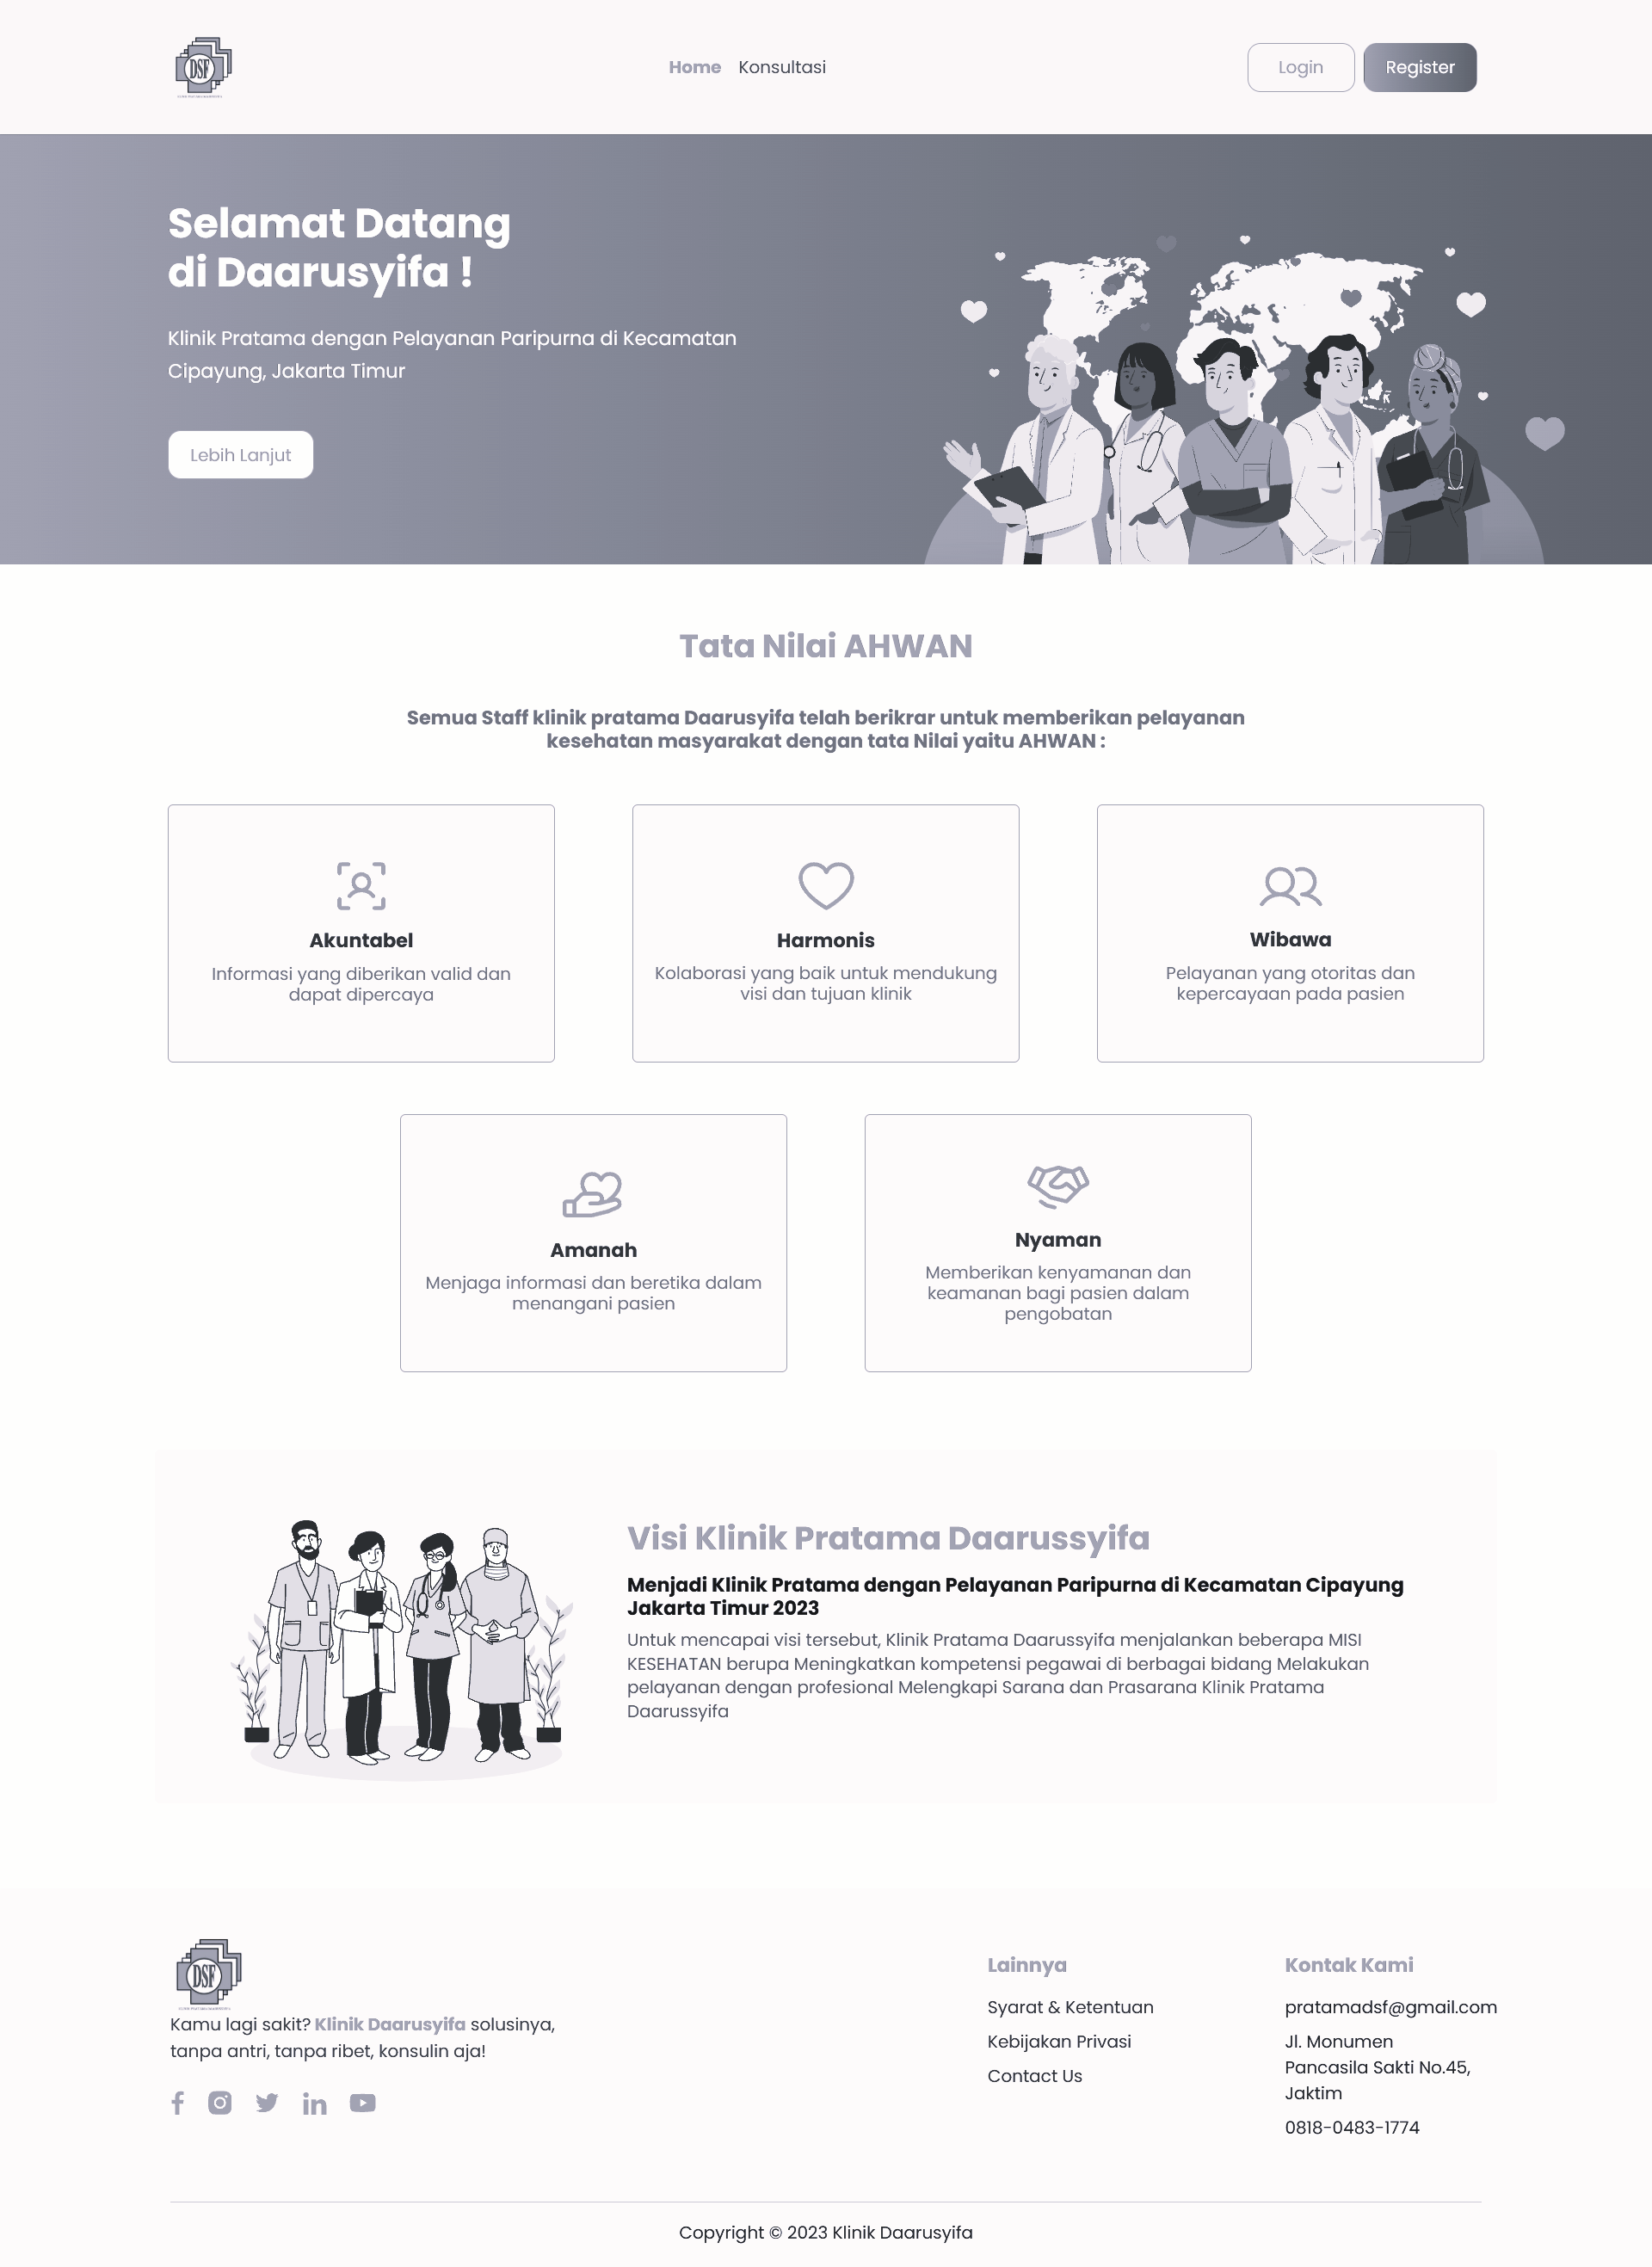 DSF
Home Konsultasi
Login Register
Selamat Datang
di Daarusyifa !
Klinik Pratama dengan Pelayanan Paripurna di Kecamatan
Cipayung, Jakarta Timur
Lebih Lanjut
Tata Nilai AHWAN
Semua Staff klinik pratama Daarusyifa telah berikrar untuk memberikan pelayanan
kesehatan masyarakat dengan tata Nilai yaitu AHWAN :
Akuntabel
Informasi yang diberikan valid dan
dapat dipercaya
Harmonis
Kolaborasi yang baik untuk mendukung
visi dan tujuan klinik
Wibawa
Pelayanan yang otoritas dan
kepercayaan pada pasien
Amanah
Menjaga informasi dan beretika dalam
menangani pasien
Nyaman
Memberikan kenyamanan dan
keamanan bagi pasien dalam
pengobatan
Visi Klinik Pratama Daarussyifa
Menjadi Klinik Pratama dengan Pelayanan Paripurna di Kecamatan Cipayung
Jakarta Timur 2023
Untuk mencapai visi tersebut, Klinik Pratama Daarussyifa menjalankan beberapa MISI
KESEHATAN berupa Meningkatkan kompetensi pegawai di berbagai bidang Melakukan
pelayanan dengan profesional Melengkapi Sarana dan Prasarana Klinik Pratama
Daarussyifa
DSF
Kamu lagi sakit? Klinik Daarusyifa solusinya,
tanpa antri, tanpa ribet, konsulin aja!
Lainnya
Syarat & Ketentuan
Kebijakan Privasi
Contact Us
Kontak Kami
pratamadsf@gmail.com
Jl. Monumen
Pancasila Sakti No.45,
Jaktim
0818-0483-1774
Copyright © 2023 Klinik Daarusyifa